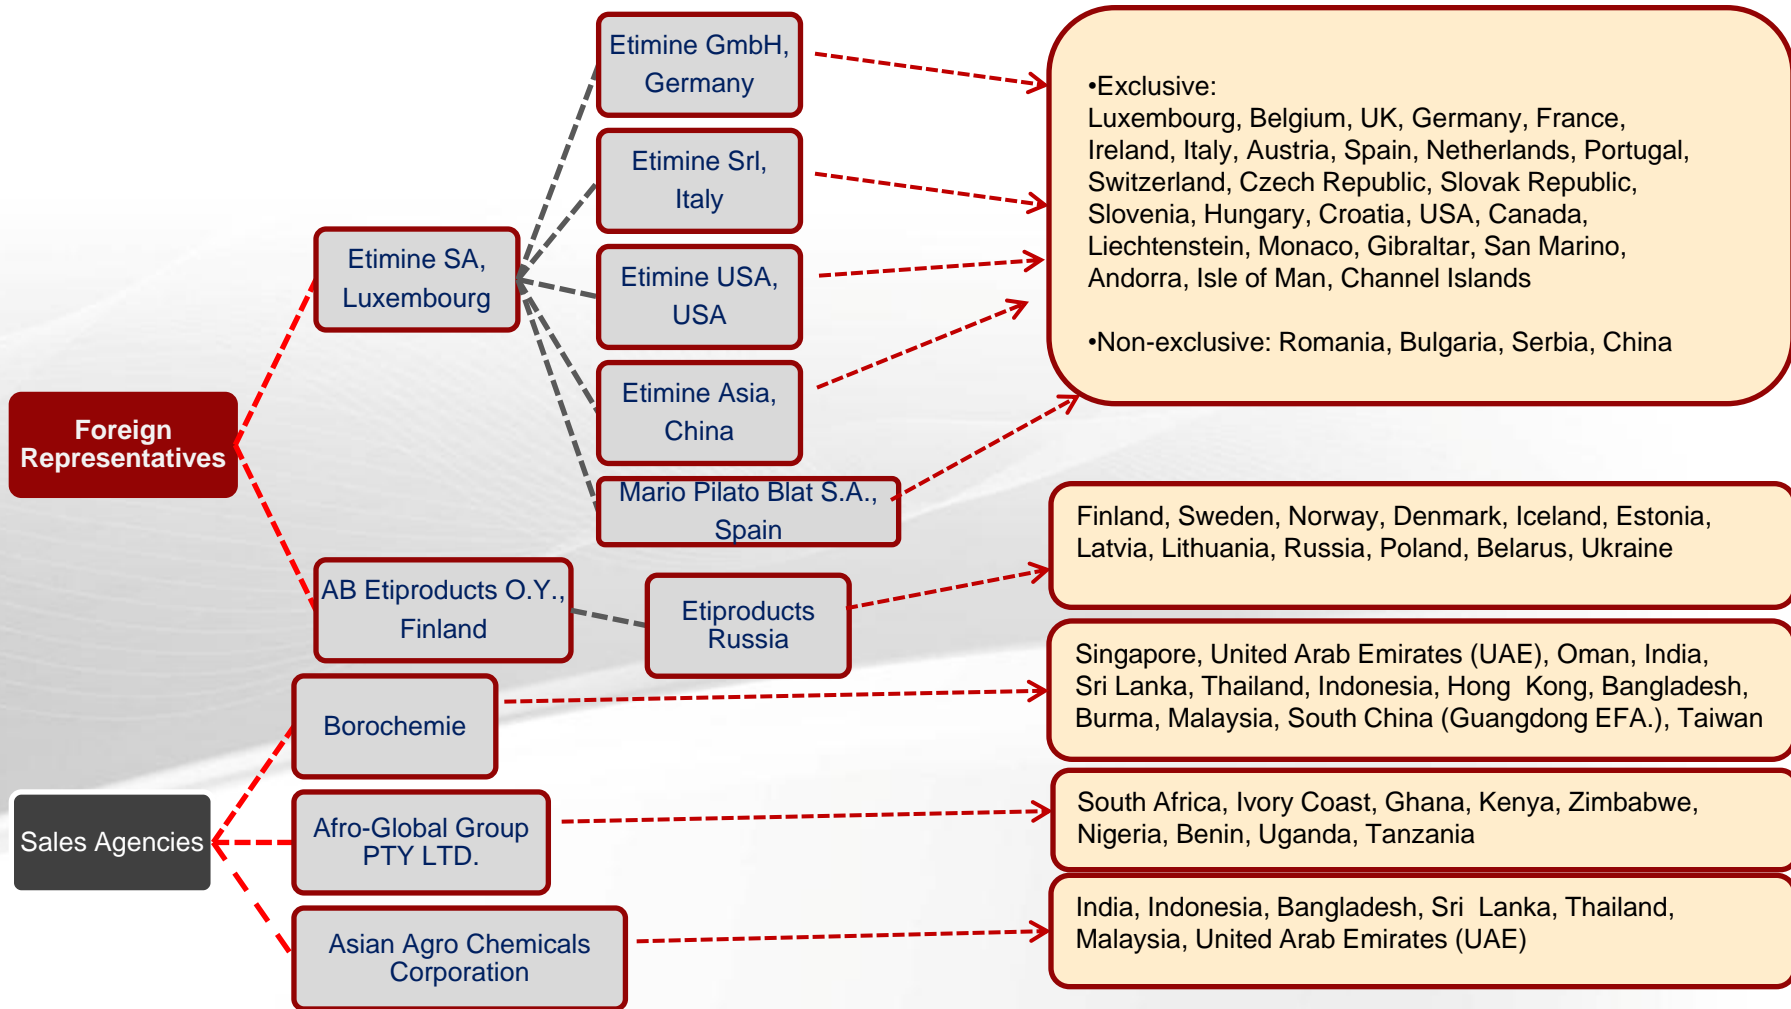 Foreign
Representatives
Etimine SA,
Luxembourg
Etimine GmbH,
Germany
Etimine Srl,
Italy
Etimine USA,
USA
Etimine Asia,
China
Mario Pilato Blat S.A.,
Spain
•Exclusive:
Luxembourg, Belgium, UK, Germany, France,
Ireland, Italy, Austria, Spain, Netherlands, Portugal,
Switzerland, Czech Republic, Slovak Republic,
Slovenia, Hungary, Croatia, USA, Canada,
Liechtenstein, Monaco, Gibraltar, San Marino,
Andorra, Isle of Man, Channel Islands
•Non-exclusive: Romania, Bulgaria, Serbia, China
AB Etiproducts O.Y.,
Finland
Etiproducts
Russia
Finland, Sweden, Norway, Denmark, Iceland, Estonia,
Latvia, Lithuania, Russia, Poland, Belarus, Ukraine
Sales Agencies
Borochemie
Singapore, United Arab Emirates (UAE), Oman, India,
Sri Lanka, Thailand, Indonesia, Hong Kong, Bangladesh,
Burma, Malaysia, South China (Guangdong EFA.), Taiwan
Afro-Global Group
PTY LTD.
South Africa, Ivory Coast, Ghana, Kenya, Zimbabwe,
Nigeria, Benin, Uganda, Tanzania
Asian Agro Chemicals
Corporation
India, Indonesia, Bangladesh, Sri Lanka, Thailand,
Malaysia, United Arab Emirates (UAE)